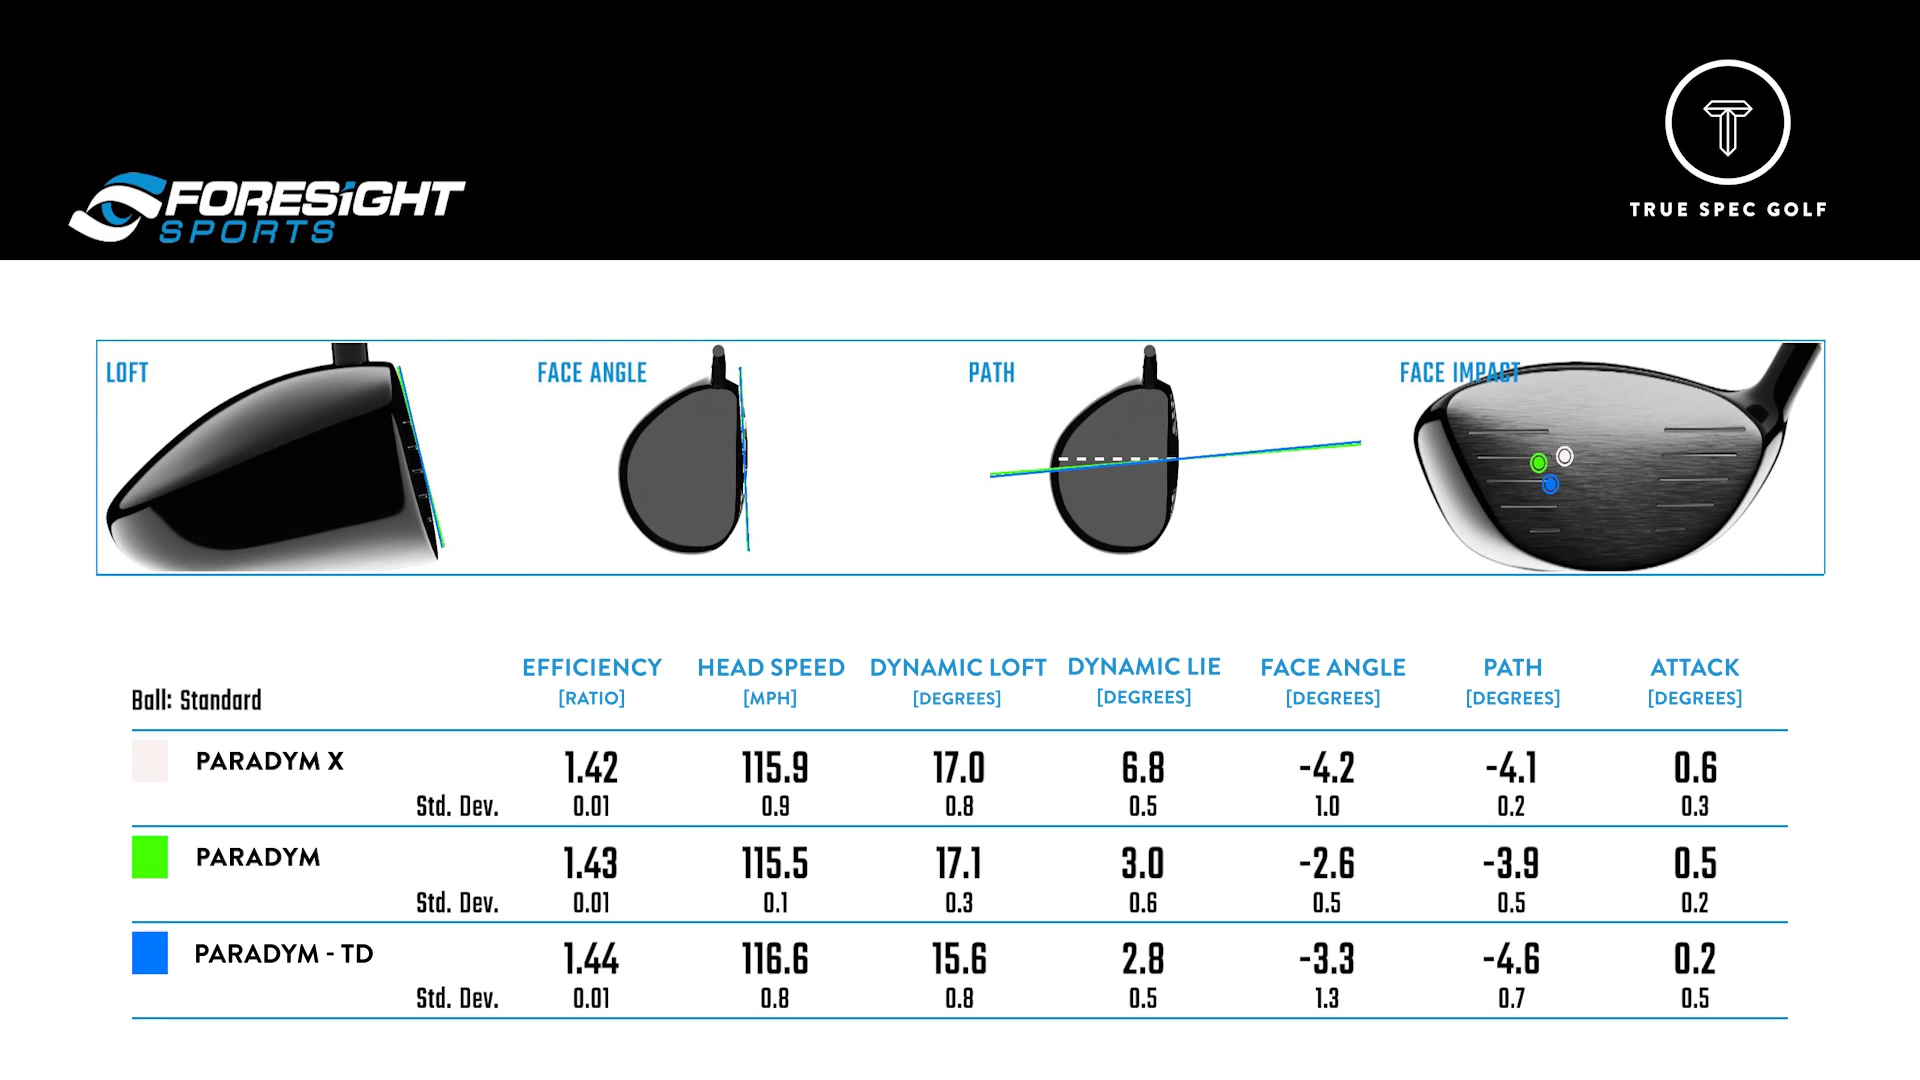 TRUE SPEC GOLF
FORESiGHT
SPORTS
LOFT FACE ANGLE PATH FACE IMPACT
EFFICIENCY HEAD SPEED DYNAMIC LOFT DYNAMIC LIE FACE ANGLE PATH ATTACK
Ball: Standard [RATIO] [MPH] [DEGREES] [DEGREES] [DEGREES] [DEGREES] [DEGREES]
PARADYM X 1.42 115.9 17.0 6.8 -4.2 -4.1 0.6
Std. Dev. 0.01 0.9 0.8 0.5 1.0 0.2 0.3
PARADYM 1.43 115.5 17.1 3.0 -2.6 -3.9 0.5
Std. Dev. 0.01 0.1 0.3 0.6 0.5 0.5 0.2
PARADYM - TD 1.44 116.6 15.6 2.8 -3.3 -4.6 0.2
Std. Dev. 0.01 0.8 0.8 0.5 1.3 0.7 0.5